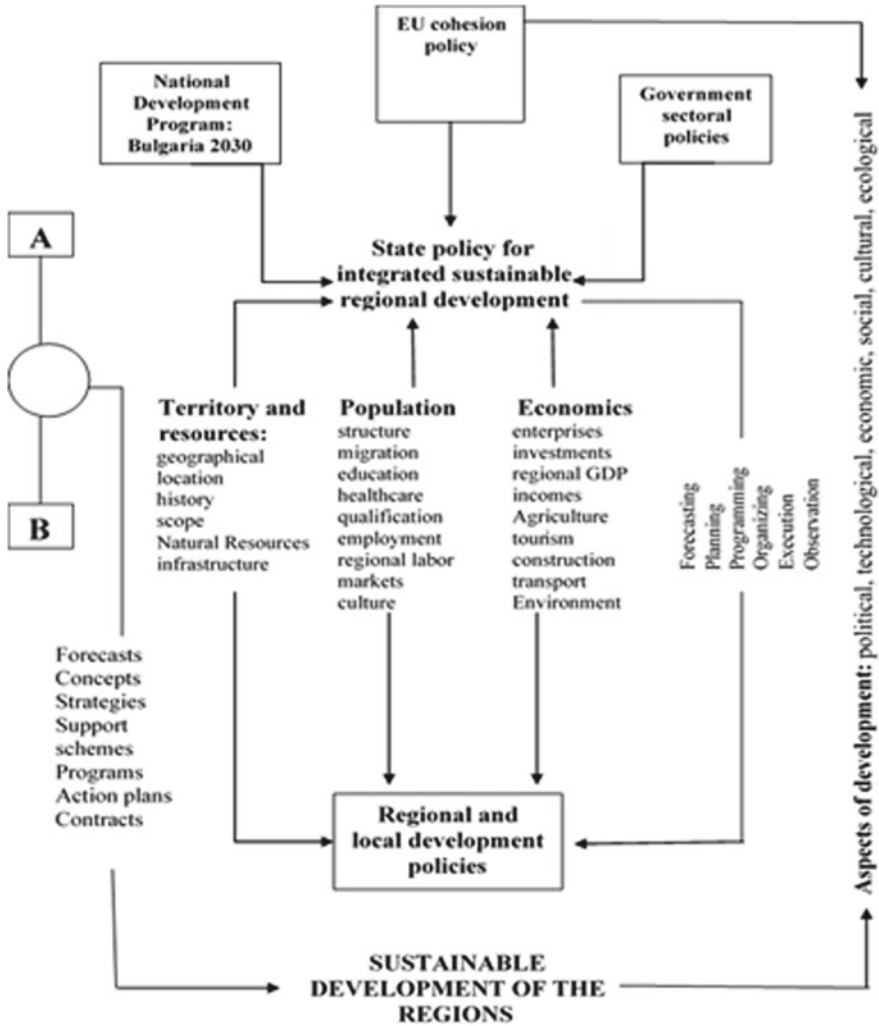 EU cohesion
policy
National
Development
Program:
Bulgaria 2030
Government
sectoral
policies
A
B
State policy for
integrated sustainable
regional development
Territory and
resources:
geographical
location
history
scope
Natural Resources
infrastructure
Population
structure
migration
education
healthcare
qualification
employment
regional labor
markets
culture
Economics
enterprises
investments
regional GDP
incomes
Agriculture
tourism
construction
transport
Environment
Forecasting
Planning
Programming
Organizing
Execution
Observation
Aspects of development: political, technological, economic, social, cultural, ecological
Forecasts
Concepts
Strategies
Support
schemes
Programs
Action plans
Contracts
Regional and
local development
policies
SUSTAINABLE
DEVELOPMENT OF THE
REGIONS